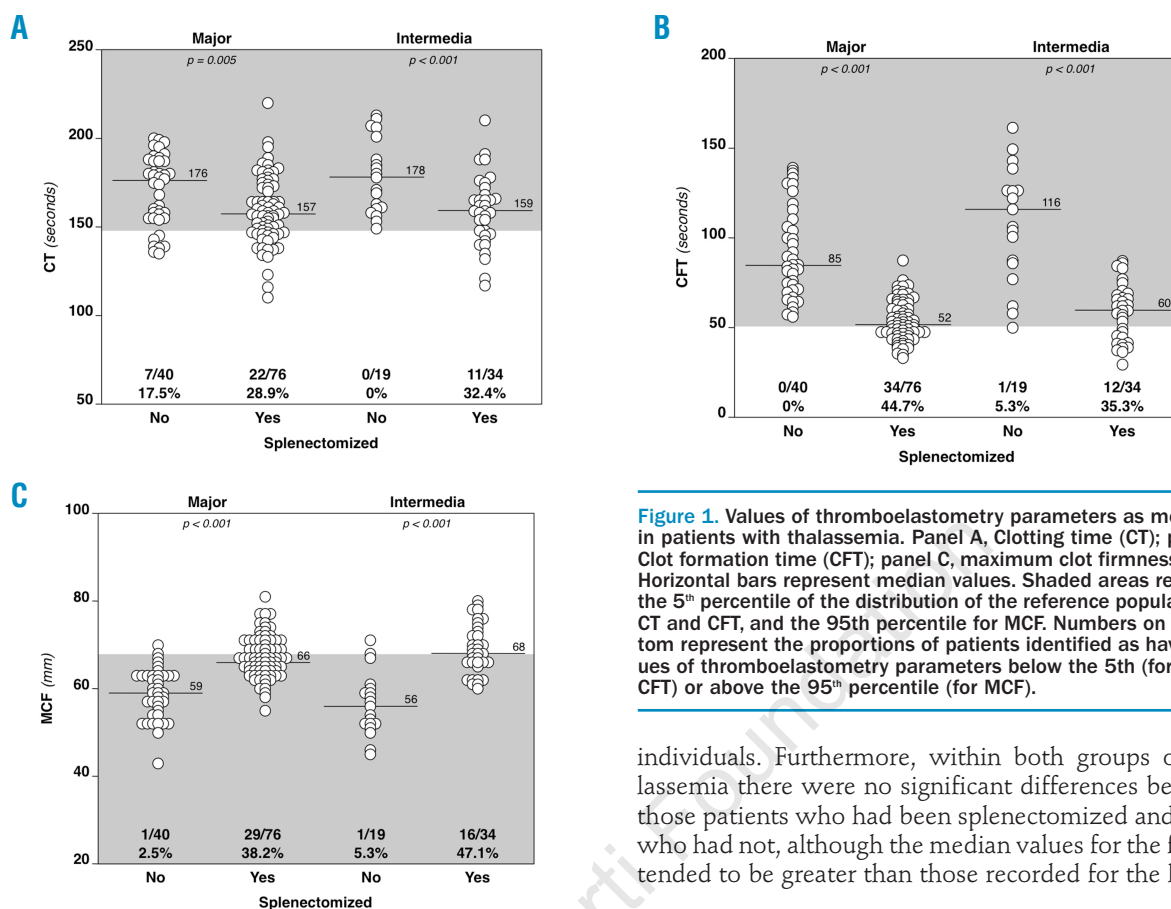 A
Major
Intermedia
p = 0.005
p < 0.001
250
200
150
100
50
CT (seconds)
176
157
178
159
7/40
22/76
0/19
11/34
17.5%
28.9%
0%
32.4%
No
Yes
No
Yes
Splenectomized
B
Major
Intermedia
p < 0.001
p < 0.001
200
150
100
50
0
CFT (seconds)
85
52
116
60
0/40
34/76
1/19
12/34
0%
44.7%
5.3%
35.3%
No
Yes
No
Yes
Splenectomized
C
Major
Intermedia
p < 0.001
p < 0.001
100
80
60
40
20
MCF (mm)
59
66
56
68
1/40
29/76
1/19
16/34
2.5%
38.2%
5.3%
47.1%
No
Yes
No
Yes
Splenectomized
Figure 1. Values of thromboelastometry parameters as me
in patients with thalassemia. Panel A, Clotting time (CT); p
Clot formation time (CFT); panel C, maximum clot firmness
Horizontal bars represent median values. Shaded areas re
the 5th percentile of the distribution of the reference popula
CT and CFT, and the 95th percentile for MCF. Numbers on
tom represent the proportions of patients identified as hav
ues of thromboelastometry parameters below the 5th (for
CFT) or above the 95th percentile (for MCF).
individuals. Furthermore, within both groups o
lassemia there were no significant differences be
those patients who had been splenectomized and
who had not, although the median values for the f
tended to be greater than those recorded for the l
rti Foundation